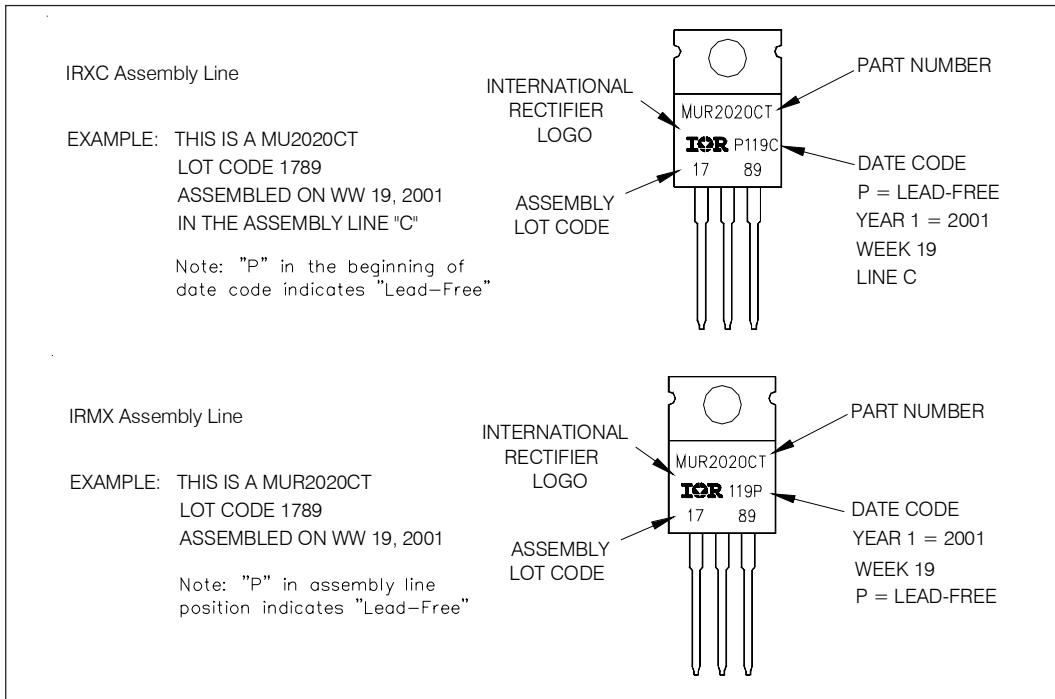 IRXC Assembly Line
EXAMPLE: THIS IS A MU2020CT
LOT CODE 1789
ASSEMBLED ON WW 19, 2001
IN THE ASSEMBLY LINE "C"
Note: "P" in the beginning of
date code indicates "Lead-Free"
INTERNATIONAL
RECTIFIER
LOGO
ASSEMBLY
LOT CODE
MUR2020CT
IOR P119C
17 89
PART NUMBER
DATE CODE
P = LEAD-FREE
YEAR 1 = 2001
WEEK 19
LINE C
IRMX Assembly Line
EXAMPLE: THIS IS A MUR2020CT
LOT CODE 1789
ASSEMBLED ON WW 19, 2001
Note: "P" in assembly line
position indicates "Lead-Free"
INTERNATIONAL
RECTIFIER
LOGO
ASSEMBLY
LOT CODE
MUR2020CT
IOR 119P
17 89
PART NUMBER
DATE CODE
YEAR 1 = 2001
WEEK 19
P = LEAD-FREE